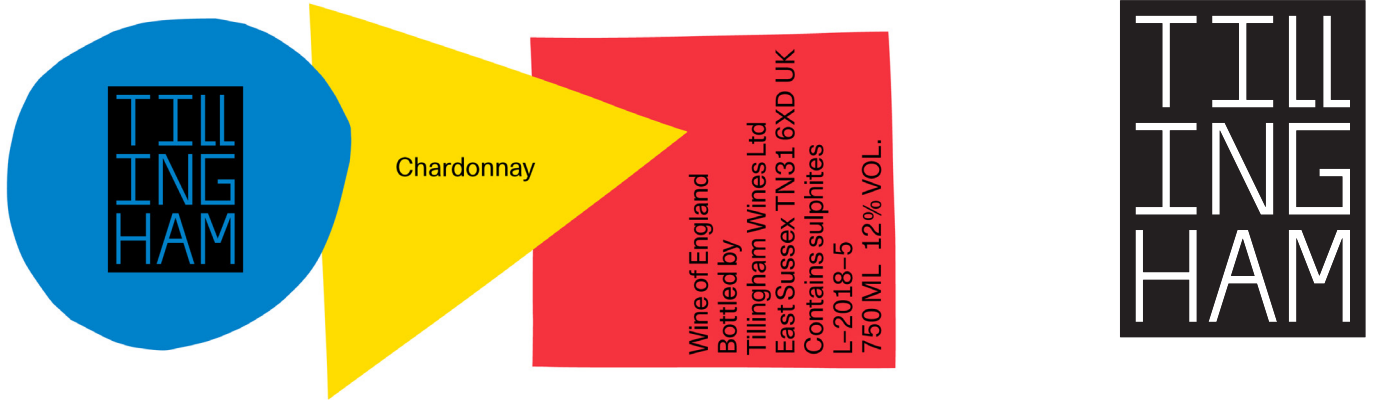 TILL
ING
HAM
Chardonnay
Wine of England
Bottled by
Tillingham Wines Ltd
East Sussex TN31 6XD UK
Contains sulphites
L–2018–5
750 ML 12% VOL.
TILL
ING
HAM